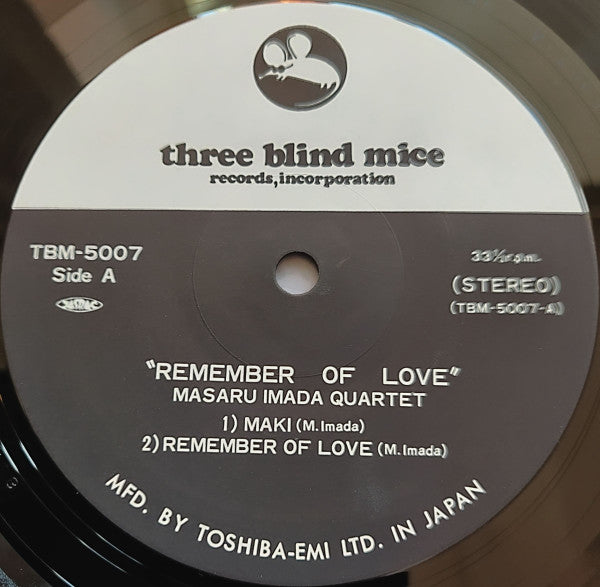 three blind mice
records, incorporation
TBM-5007
Side A
33⅓r.p.m.
(STEREO)
(TBM-5007-A)
"REMEMBER OF LOVE"
MASARU IMADA QUARTET
1) MAKI (M. Imada)
2) REMEMBER OF LOVE (M. Imada)
MFD. BY TOSHIBA-EMI LTD. IN JAPAN